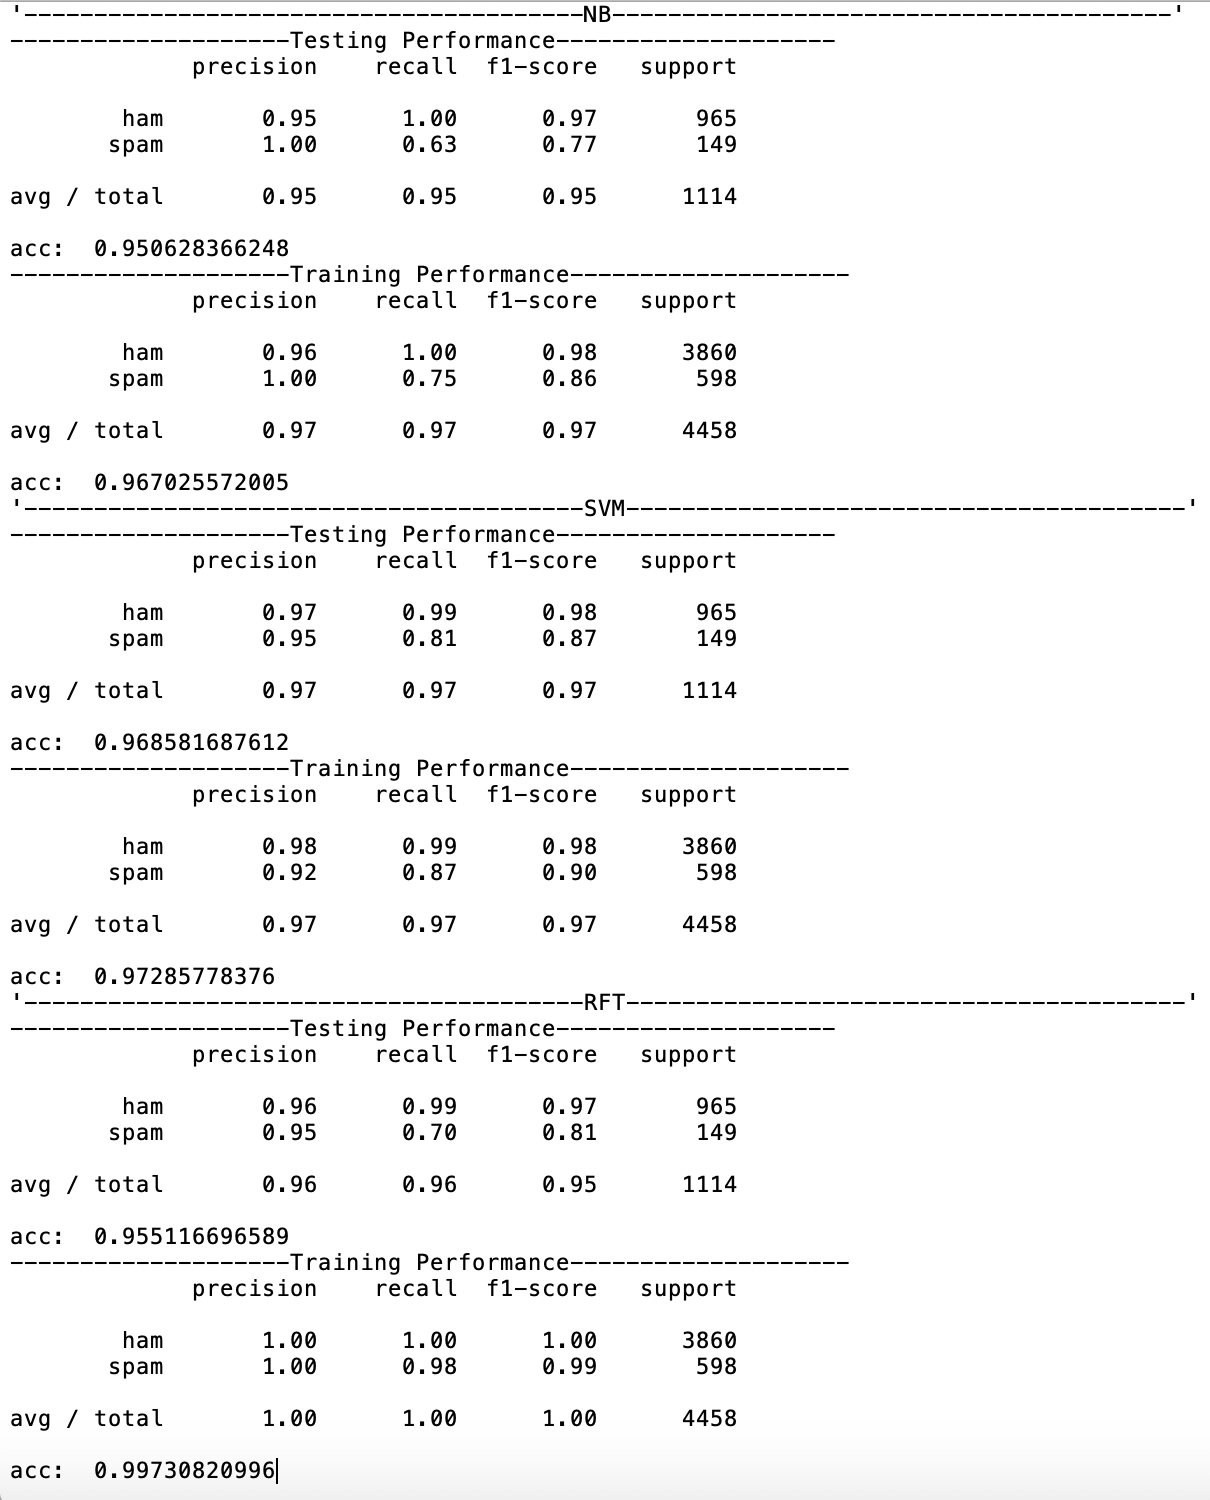 '----------------------------------------NB----------------------------------------'
--------------------Testing Performance--------------------
             precision    recall  f1-score   support

        ham       0.95      1.00      0.97       965
       spam       1.00      0.63      0.77       149

avg / total       0.95      0.95      0.95      1114

acc:  0.950628366248
--------------------Training Performance--------------------
             precision    recall  f1-score   support

        ham       0.96      1.00      0.98      3860
       spam       1.00      0.75      0.86       598

avg / total       0.97      0.97      0.97      4458

acc:  0.967025572005
'----------------------------------------SVM----------------------------------------'
--------------------Testing Performance--------------------
             precision    recall  f1-score   support

        ham       0.97      0.99      0.98       965
       spam       0.95      0.81      0.87       149

avg / total       0.97      0.97      0.97      1114

acc:  0.968581687612
--------------------Training Performance--------------------
             precision    recall  f1-score   support

        ham       0.98      0.99      0.98      3860
       spam       0.92      0.87      0.90       598

avg / total       0.97      0.97      0.97      4458

acc:  0.97285778376
'----------------------------------------RFT----------------------------------------'
--------------------Testing Performance--------------------
             precision    recall  f1-score   support

        ham       0.96      0.99      0.97       965
       spam       0.95      0.70      0.81       149

avg / total       0.96      0.96      0.95      1114

acc:  0.955116696589
--------------------Training Performance--------------------
             precision    recall  f1-score   support

        ham       1.00      1.00      1.00      3860
       spam       1.00      0.98      0.99       598

avg / total       1.00      1.00      1.00      4458

acc:  0.99730820996